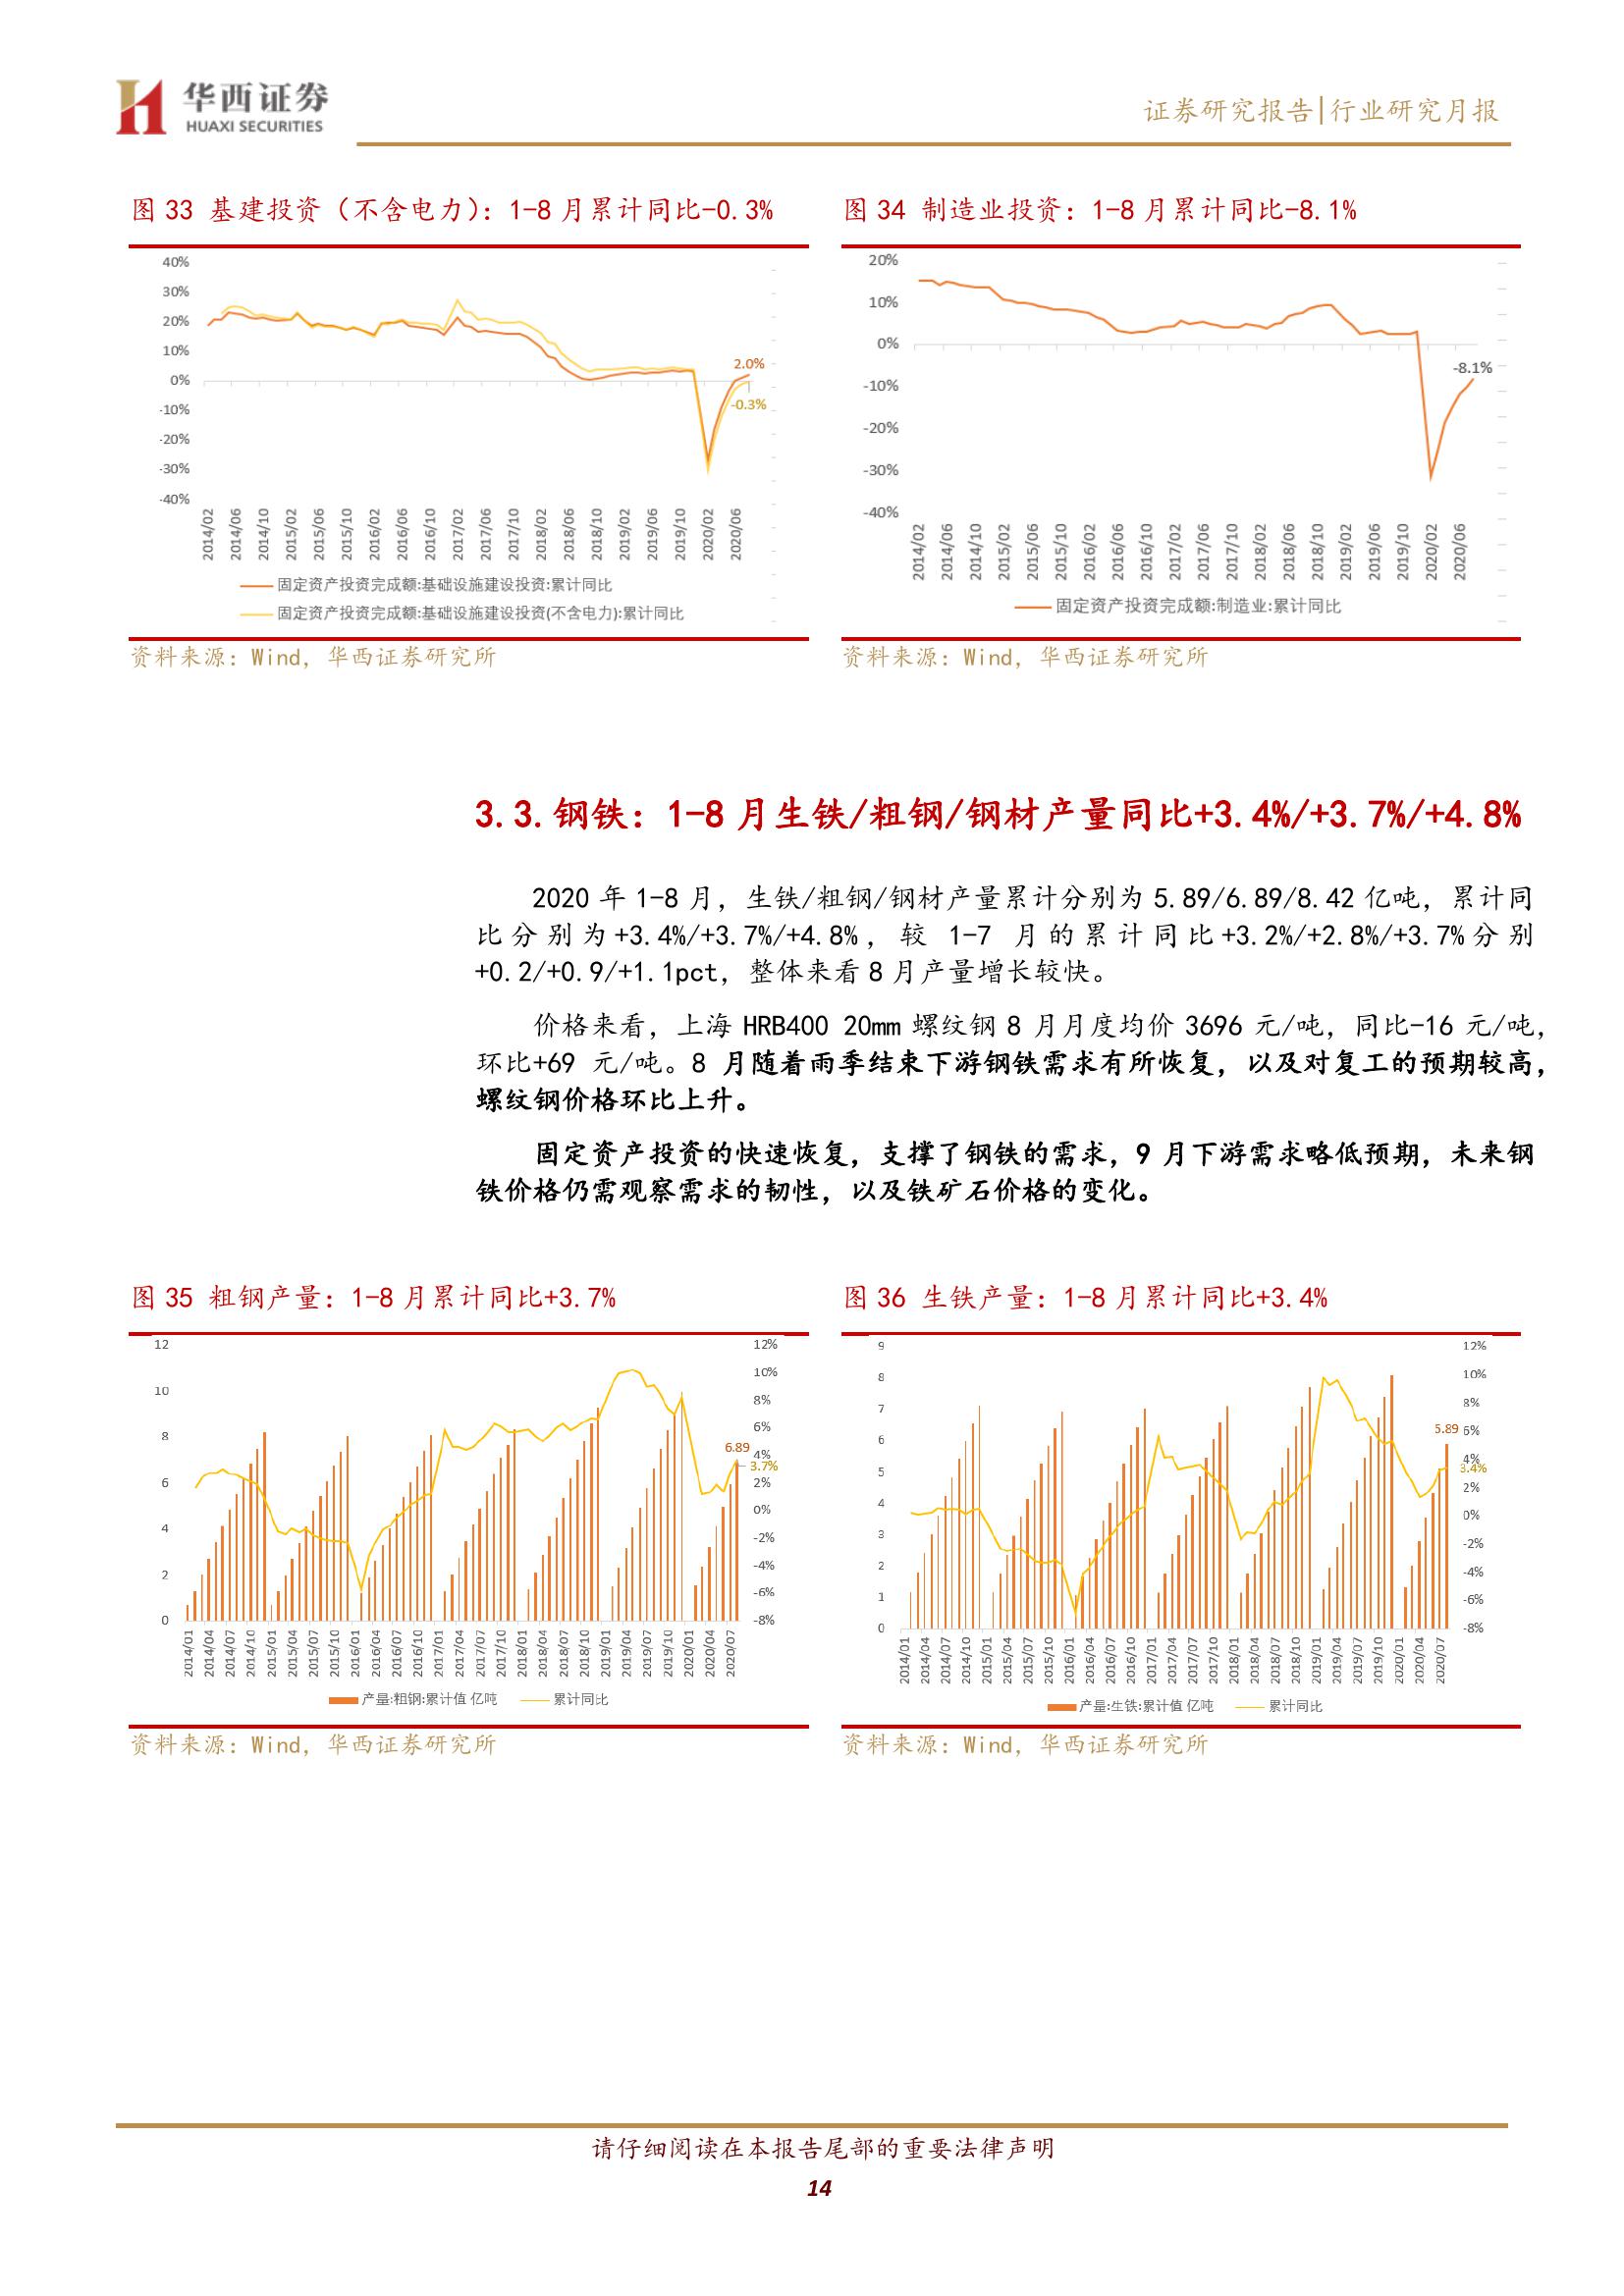 华西证券
HUAXI SECURITIES
证券研究报告|行业研究月报
图 33 基建投资（不含电力）：1-8 月累计同比-0.3%
40%
30%
20%
10%
0%
-10%
-20%
-30%
-40%
2.0%
-0.3%
2014/02 2014/06 2014/10 2015/02 2015/06 2015/10 2016/02 2016/06 2016/10 2017/02 2017/06 2017/10 2018/02 2018/06 2018/10 2019/02 2019/06 2019/10 2020/02 2020/06
固定资产投资完成额:基础设施建设投资:累计同比
固定资产投资完成额:基础设施建设投资(不含电力):累计同比
资料来源：Wind，华西证券研究所
图 34 制造业投资：1-8 月累计同比-8.1%
20%
10%
0%
-10%
-20%
-30%
-40%
-8.1%
2014/02 2014/06 2014/10 2015/02 2015/06 2015/10 2016/02 2016/06 2016/10 2017/02 2017/06 2017/10 2018/02 2018/06 2018/10 2019/02 2019/06 2019/10 2020/02 2020/06
固定资产投资完成额:制造业:累计同比
资料来源：Wind，华西证券研究所
3.3.钢铁：1-8 月生铁/粗钢/钢材产量同比+3.4%/+3.7%/+4.8%
2020 年 1-8 月，生铁/粗钢/钢材产量累计分别为 5.89/6.89/8.42 亿吨，累计同
比分别为+3.4%/+3.7%/+4.8%，较 1-7 月的累计同比+3.2%/+2.8%/+3.7%分别
+0.2/+0.9/+1.1pct，整体来看 8 月产量增长较快。
价格来看，上海 HRB400 20mm 螺纹钢 8 月月度均价 3696 元/吨，同比-16 元/吨，
环比+69 元/吨。8 月随着雨季结束下游钢铁需求有所恢复，以及对复工的预期较高，
螺纹钢价格环比上升。
固定资产投资的快速恢复，支撑了钢铁的需求，9 月下游需求略低预期，未来钢
铁价格仍需观察需求的韧性，以及铁矿石价格的变化。
图 35 粗钢产量：1-8 月累计同比+3.7%
12
10
8
6
4
2
0
12%
10%
8%
6%
4%
2%
0%
-2%
-4%
-6%
-8%
6.89
3.7%
2014/01 2014/04 2014/07 2014/10 2015/01 2015/04 2015/07 2015/10 2016/01 2016/04 2016/07 2016/10 2017/01 2017/04 2017/07 2017/10 2018/01 2018/04 2018/07 2018/10 2019/01 2019/04 2019/07 2019/10 2020/01 2020/04 2020/07
产量:粗钢:累计值 亿吨 累计同比
资料来源：Wind，华西证券研究所
图 36 生铁产量：1-8 月累计同比+3.4%
9
8
7
6
5
4
3
2
1
0
12%
10%
8%
6%
4%
2%
0%
-2%
-4%
-6%
-8%
5.89
3.4%
2014/01 2014/04 2014/07 2014/10 2015/01 2015/04 2015/07 2015/10 2016/01 2016/04 2016/07 2016/10 2017/01 2017/04 2017/07 2017/10 2018/01 2018/04 2018/07 2018/10 2019/01 2019/04 2019/07 2019/10 2020/01 2020/04 2020/07
产量:生铁:累计值 亿吨 累计同比
资料来源：Wind，华西证券研究所
请仔细阅读在本报告尾部的重要法律声明
14